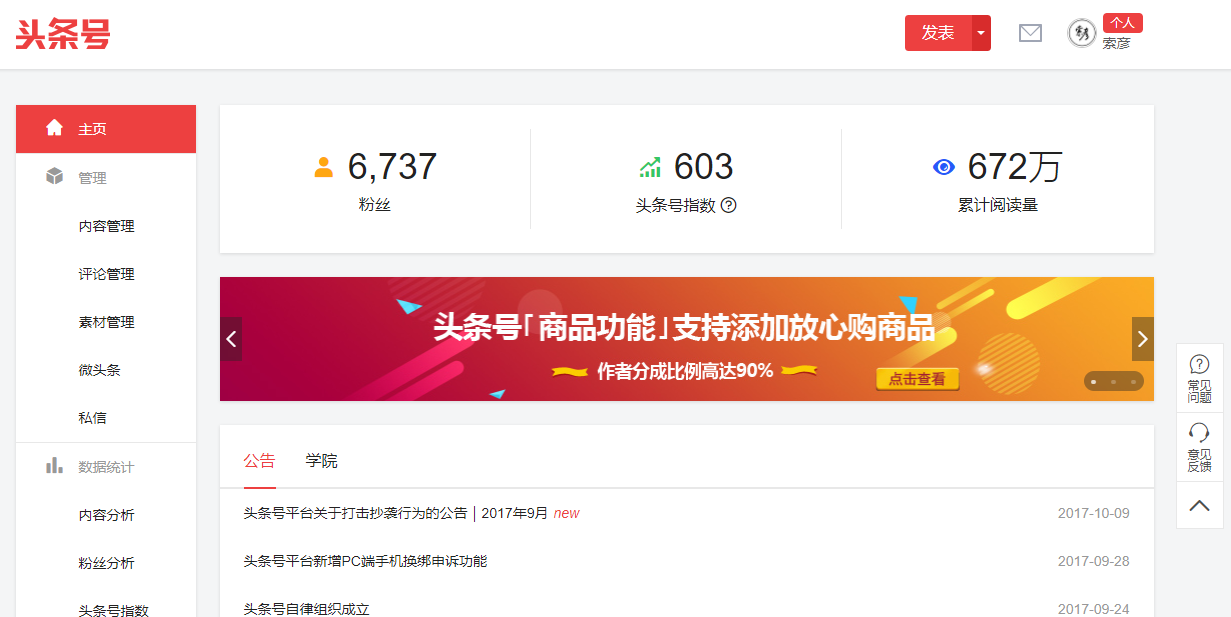 头条号
发表
个人
索彦
主页
管理
内容管理
评论管理
素材管理
微头条
私信
数据统计
内容分析
粉丝分析
头条号指数
6,737
粉丝
603
头条号指数
672万
累计阅读量
头条号「商品功能」支持添加放心购商品
作者分成比例高达90%
点击查看
公告 学院
头条号平台关于打击抄袭行为的公告 | 2017年9月 new 2017-10-09
头条号平台新增PC端手机换绑申诉功能 2017-09-28
头条号自律组织成立 2017-09-24
常见
问题
意见
反馈